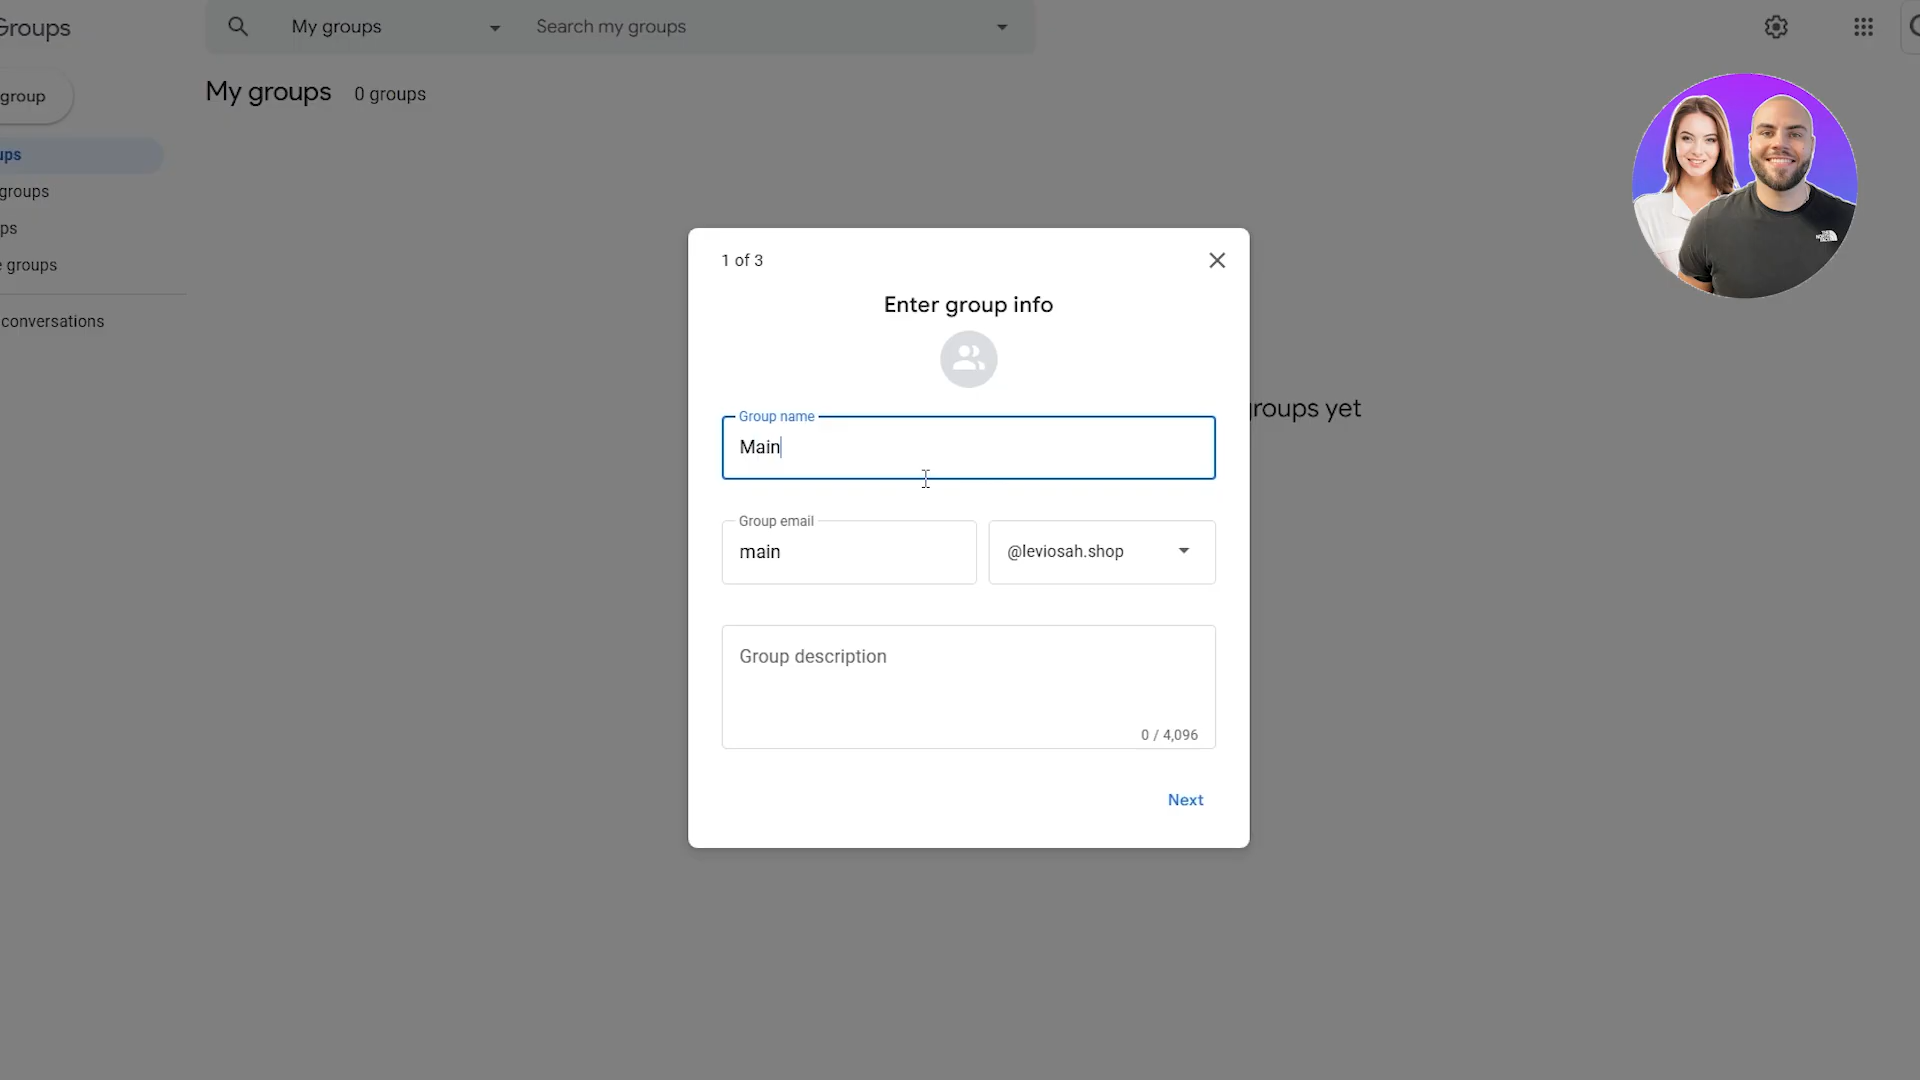 Groups
My groups
Search my groups
group
My groups 0 groups
ups
groups
ps
groups
conversations
1 of 3
Enter group info
Group name
Main
groups yet
Group email
main
@leviosah.shop
Group description
0 / 4,096
Next